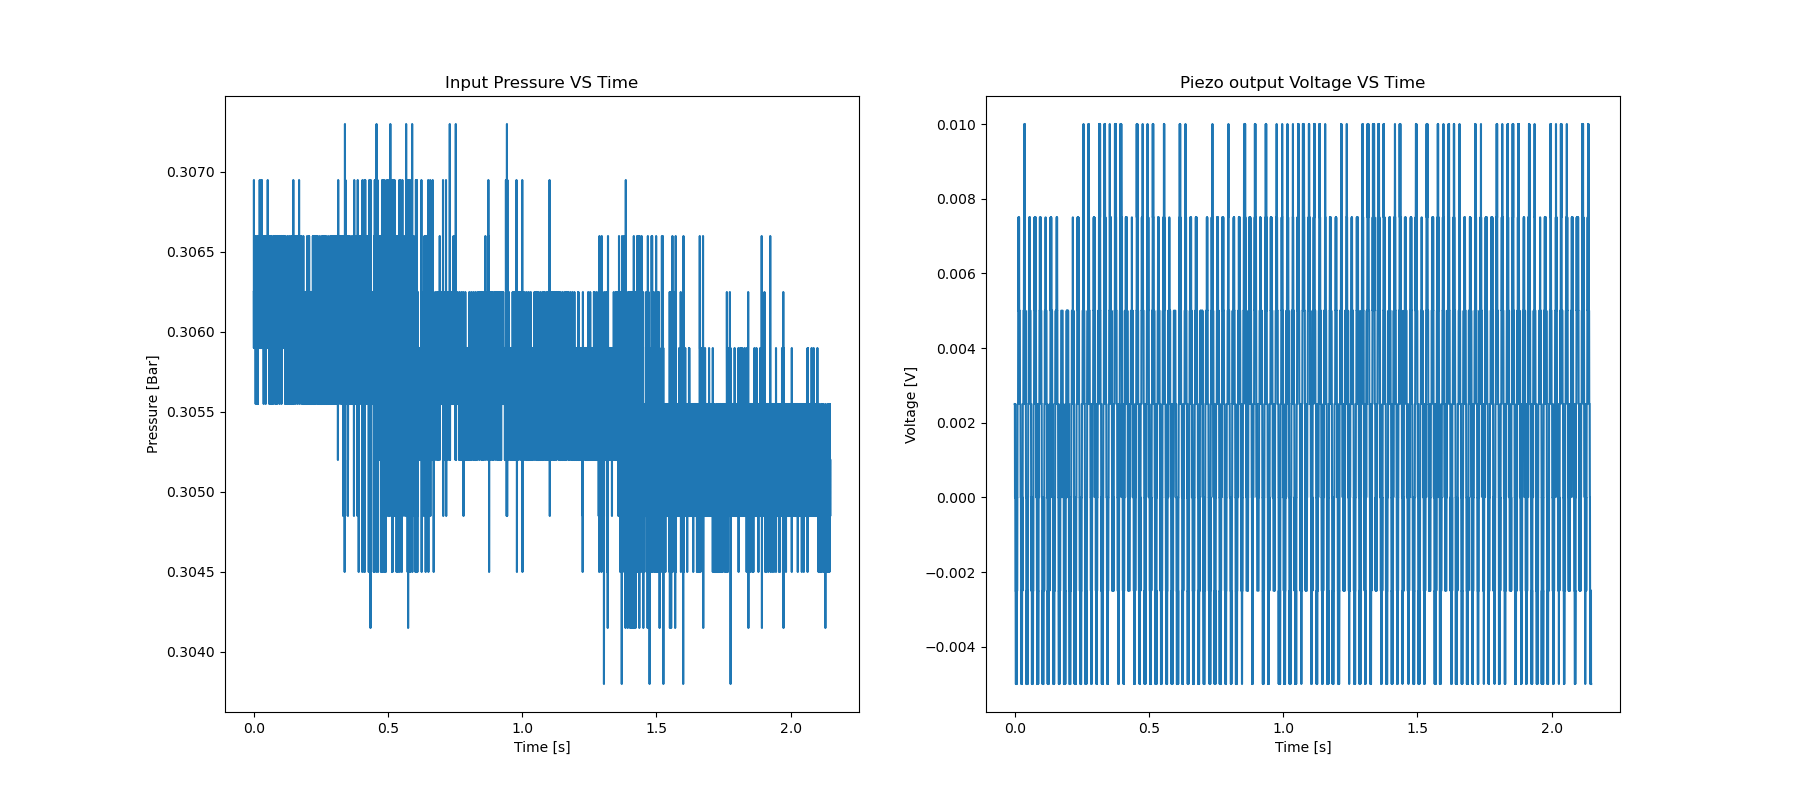 Input Pressure VS Time
Pressure [Bar]
0.3070
0.3065
0.3060
0.3055
0.3050
0.3045
0.3040
0.0 0.5 1.0 1.5 2.0
Time [s]
Piezo output Voltage VS Time
Voltage [V]
0.010
0.008
0.006
0.004
0.002
0.000
−0.002
−0.004
0.0 0.5 1.0 1.5 2.0
Time [s]